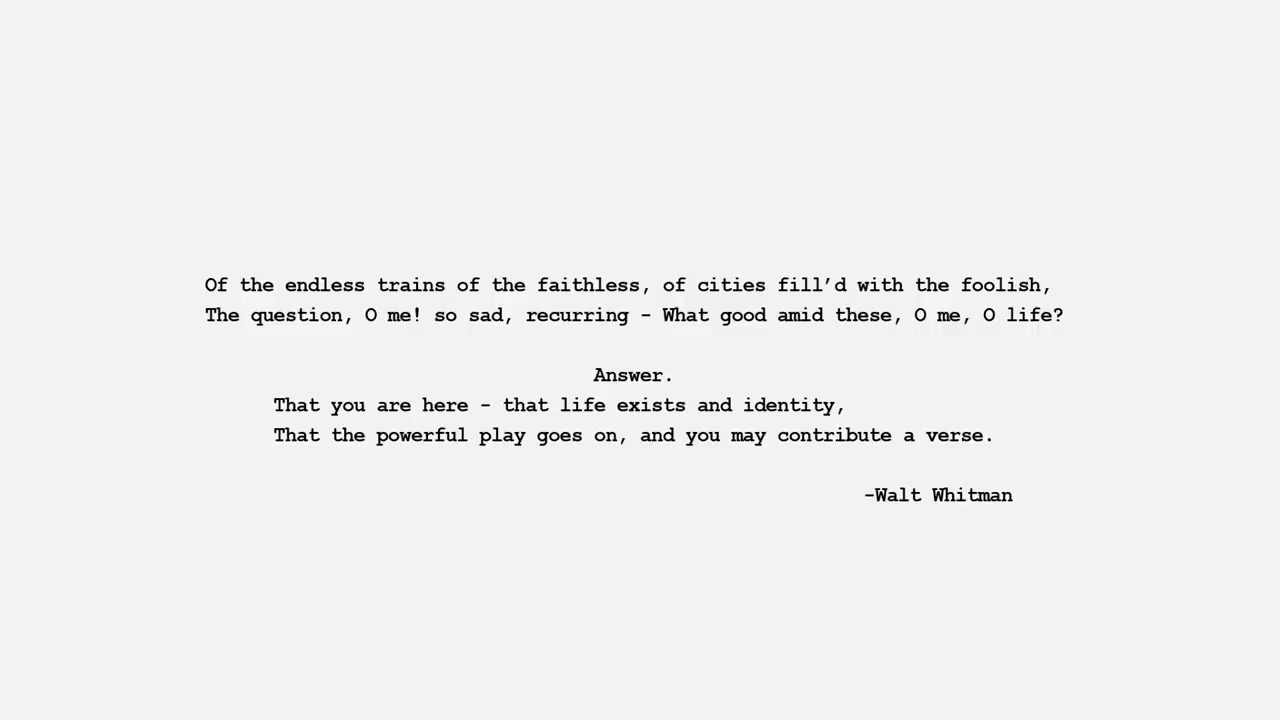 Of the endless trains of the faithless, of cities fill’d with the foolish,
The question, O me! so sad, recurring - What good amid these, O me, O life?
Answer.
That you are here - that life exists and identity,
That the powerful play goes on, and you may contribute a verse.
-Walt Whitman